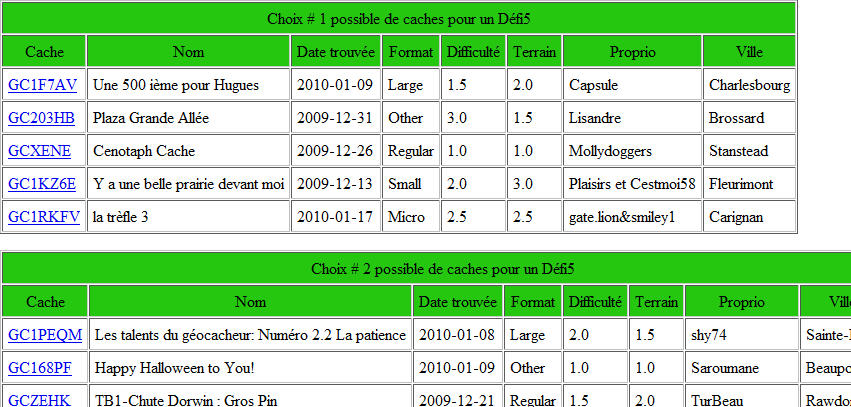 Choix # 1 possible de caches pour un Défi5
Cache Nom Date trouvée Format Difficulté Terrain Proprio Ville
GC1F7AV Une 500 ième pour Hugues 2010-01-09 Large 1.5 2.0 Capsule Charlesbourg
GC203HB Plaza Grande Allée 2009-12-31 Other 3.0 1.5 Lisandre Brossard
GCXENE Cenotaph Cache 2009-12-26 Regular 1.0 1.0 Mollydoggers Stanstead
GC1KZ6E Y a une belle prairie devant moi 2009-12-13 Small 2.0 3.0 Plaisirs et Cestmoi58 Fleurimont
GC1RKFV la trèfle 3 2010-01-17 Micro 2.5 2.5 gate.lion&smiley1 Carignan
Choix # 2 possible de caches pour un Défi5
Cache Nom Date trouvée Format Difficulté Terrain Proprio Ville
GC1PEQM Les talents du géocacheur: Numéro 2.2 La patience 2010-01-08 Large 2.0 1.5 shy74 Sainte-
GC168PF Happy Halloween to You! 2010-01-09 Other 1.0 1.0 Saroumane Beaupo
GCZEHK TB1-Chute Dorwin : Gros Pin 2009-12-21 Regular 1.5 2.0 TurBeau Rawdo